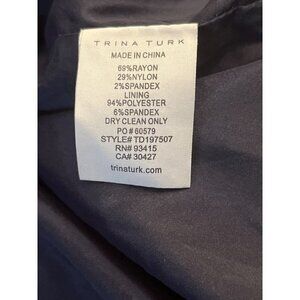 TRINA TURK
MADE IN CHINA
69%RAYON
29%NYLON
2%SPANDEX
LINING
94%POLYESTER
6%SPANDEX
DRY CLEAN ONLY
PO#60579
STYLE#TD197507
RN#93415
CA#30427
trinaturk.com